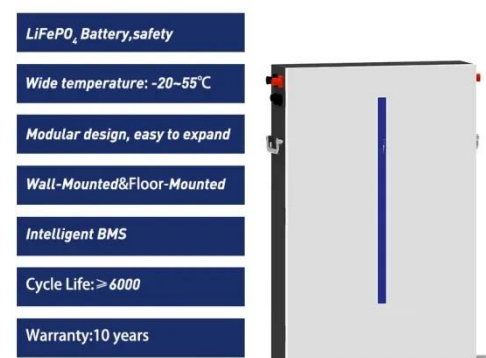 LiFePO₄ Battery,safety
Wide temperature: -20~55℃
Modular design, easy to expand
Wall-Mounted&Floor-Mounted
Intelligent BMS
Cycle Life:≥6000
Warranty:10 years